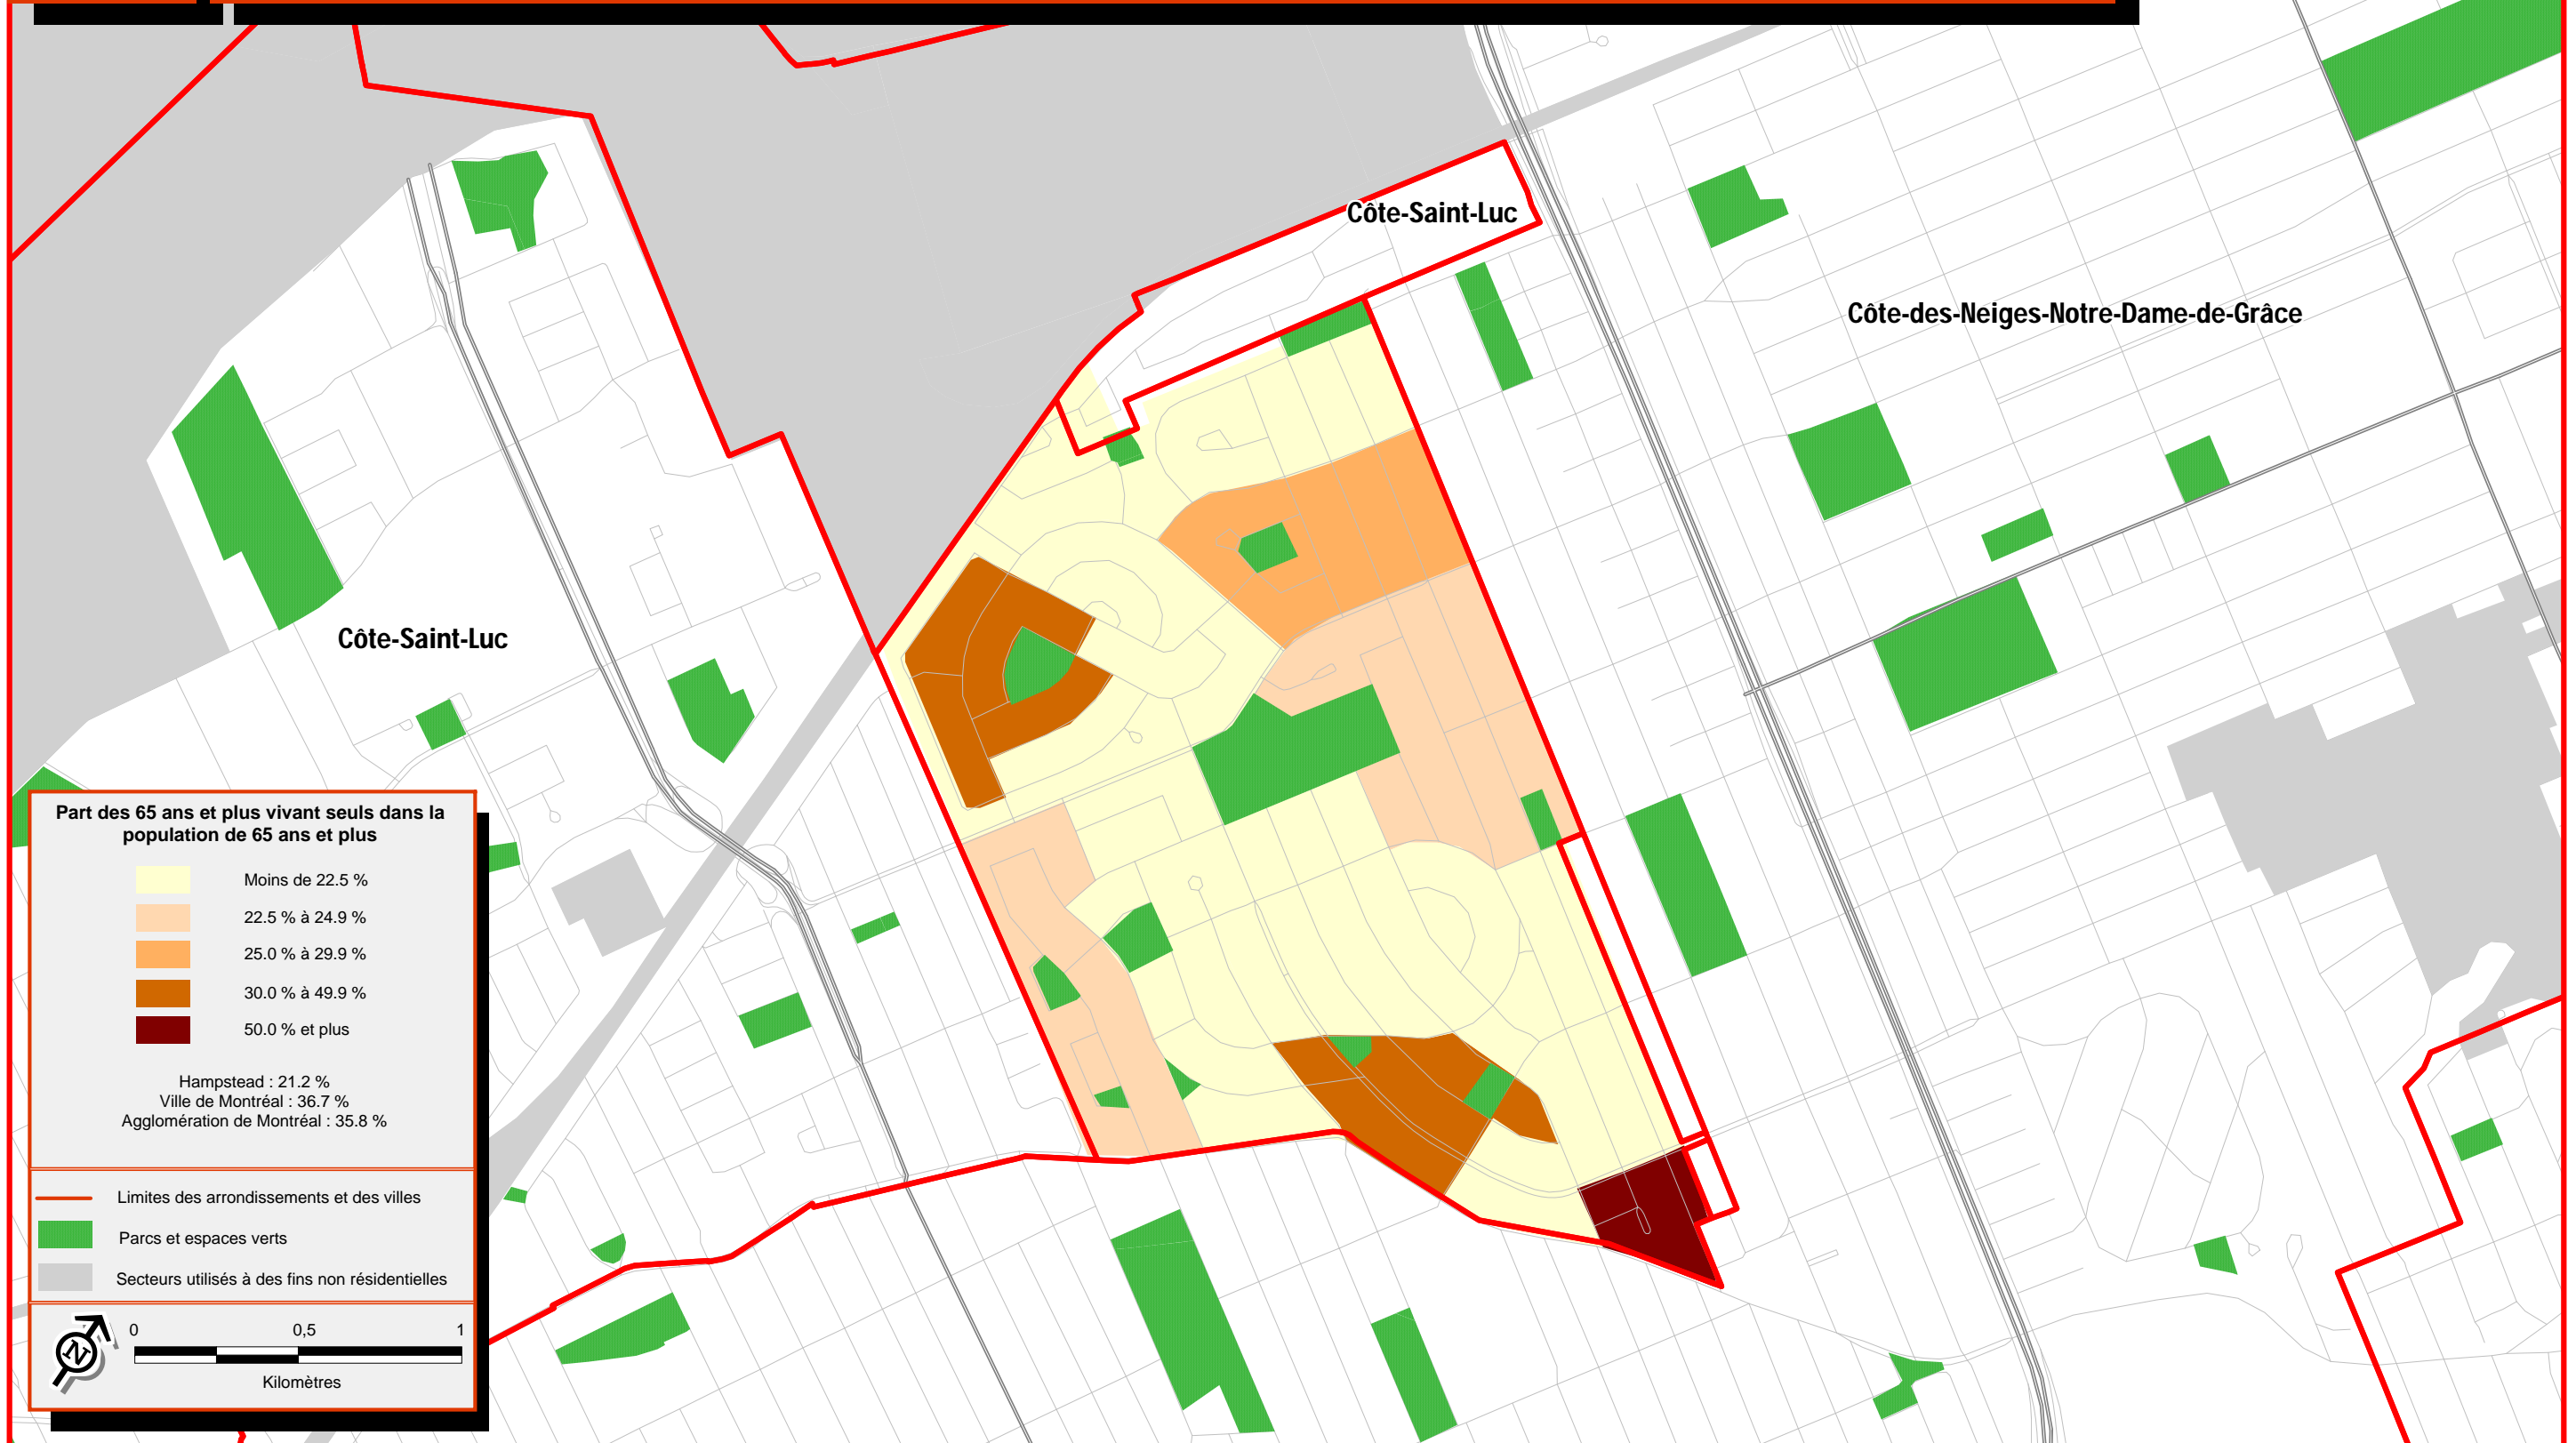 Côte-Saint-Luc
Côte-des-Neiges-Notre-Dame-de-Grâce
Côte-Saint-Luc
Part des 65 ans et plus vivant seuls dans la
population de 65 ans et plus
Moins de 22.5 %
22.5 % à 24.9 %
25.0 % à 29.9 %
30.0 % à 49.9 %
50.0 % et plus
Hampstead : 21.2 %
Ville de Montréal : 36.7 %
Agglomération de Montréal : 35.8 %
Limites des arrondissements et des villes
Parcs et espaces verts
Secteurs utilisés à des fins non résidentielles
N
0 0,5 1
Kilomètres